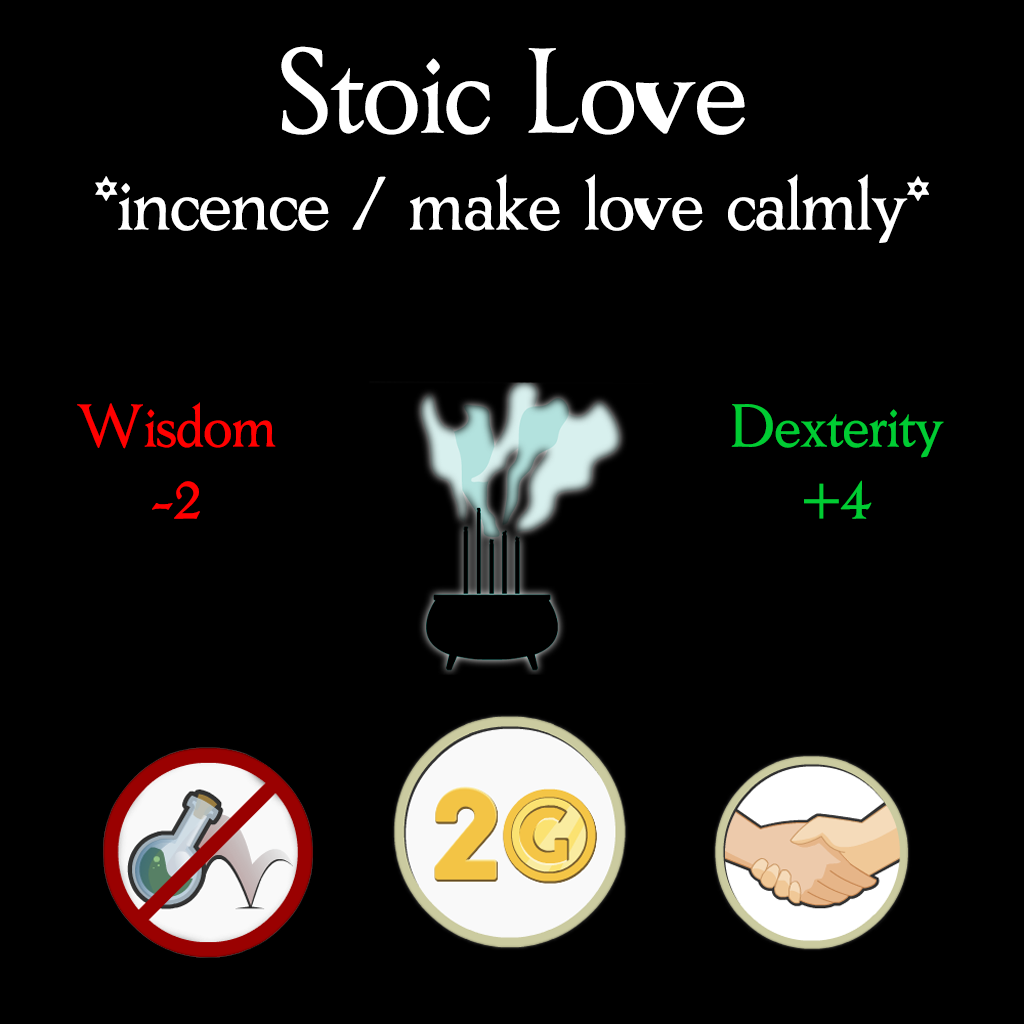 Stoic Love
*incence / make love calmly*
Wisdom
-2
Dexterity
+4
2G